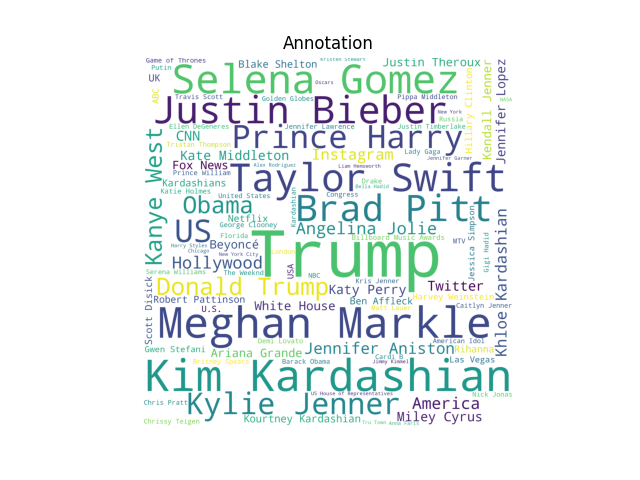 Annotation
Game of Thrones
Kristen Stewart
Blake Shelton
Justin Theroux
Putin
UK
Selena Gomez
Oscars
ABC
Travis Scott
Golden Globes
Pippa Middleton
NASA
Justin Bieber
New York
Russia
Hillary Clinton
Kendall Jenner
Jennifer Lopez
Ellen DeGeneres
Jennifer Lawrence
Justin Timberlake
CNN
Prince Harry
Tristan Thompson
Kate Middleton
Instagram
Lady Gaga
Jennifer Garner
Fox News
Alex Rodriguez
Liam Hemsworth
Prince William
Taylor Swift
Kardashians
Drake
Bella Hadid
Katie Holmes
United States
Kardashian
Congress
Kanye West
Obama
Brad Pitt
Netflix
George Clooney
US
Angelina Jolie
Florida
Billboard Music Awards
MTV
Jessica Simpson
Gigi Hadid
Khloe Kardashian
Harry Styles
Beyoncé
Chicago
New York City
London
Trump
Hollywood
USA
Serena Williams
The Weeknd
NBC
Kris Jenner
Scott Disick
Donald Trump
Katy Perry
Twitter
Robert Pattinson
Ben Affleck
Harvey Weinstein
U.S.
White House
Matt Lauer
Caitlyn Jenner
Meghan Markle
Demi Lovato
American Idol
Gwen Stefani
Ariana Grande
Jennifer Aniston
Rihanna
Cardi B
Britney Spears
Barack Obama
Jimmy Kimmel
Las Vegas
Kim Kardashian
US House of Representatives
Nick Jonas
Chris Pratt
Kylie Jenner
America
Kourtney Kardashian
Miley Cyrus
Chrissy Teigen
Tru Town
Anna Faris